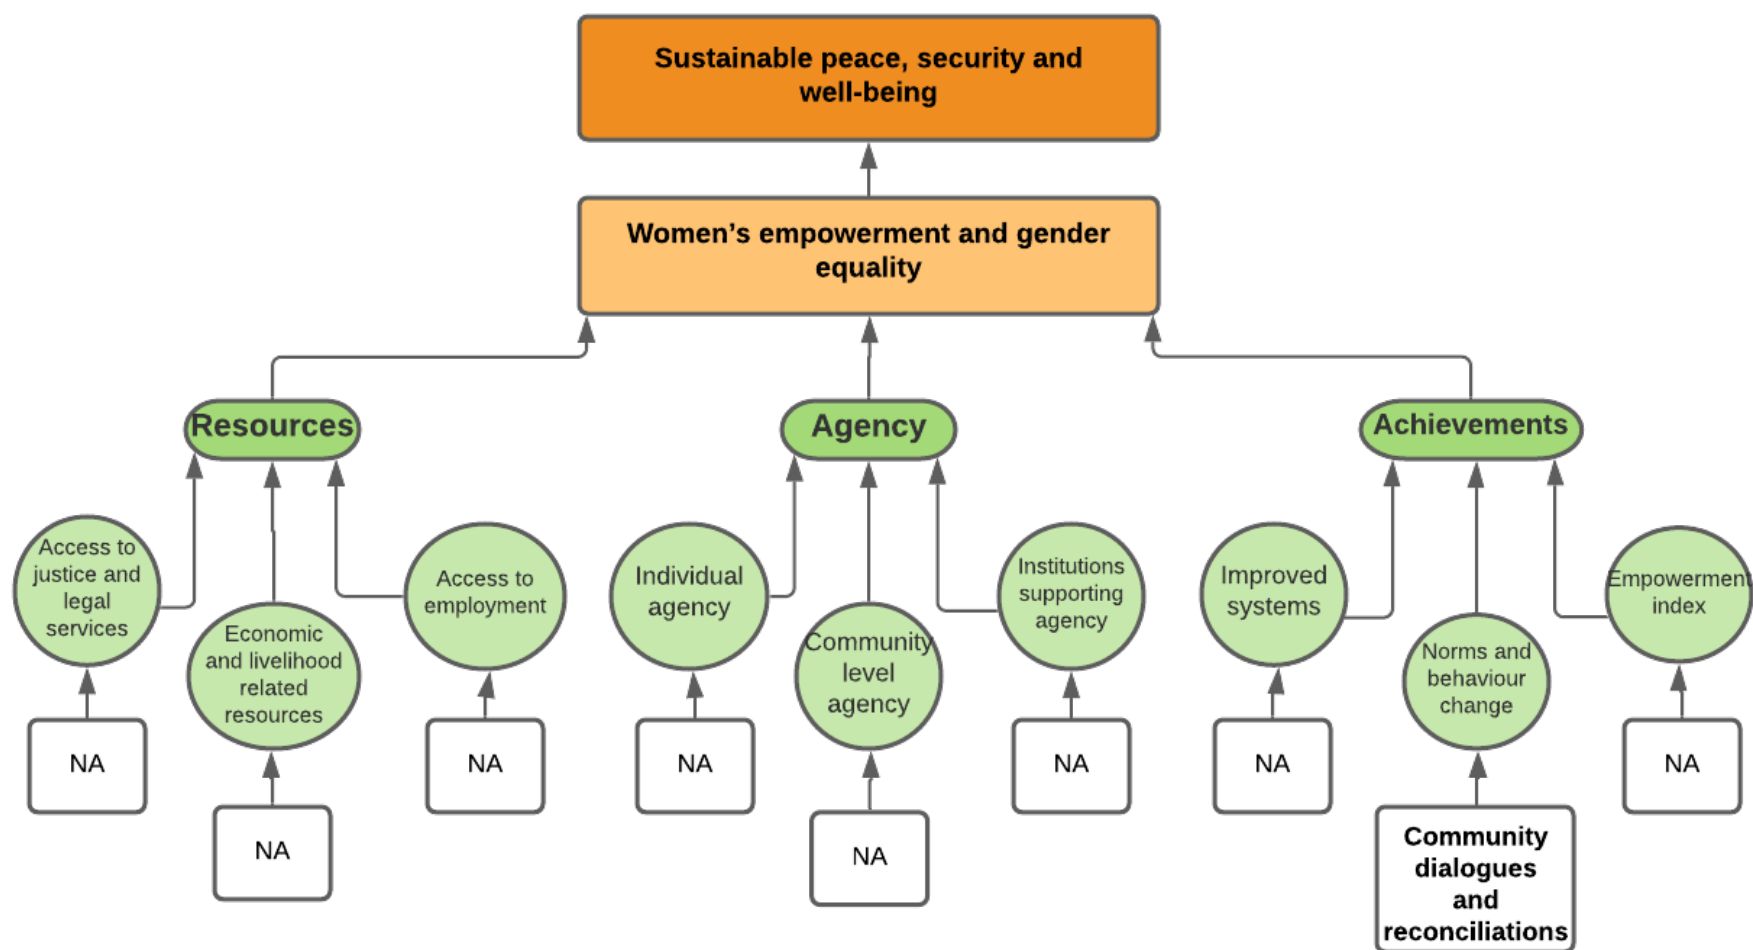 Sustainable peace, security and
well-being
Women’s empowerment and gender
equality
Resources
Agency
Achievements
Access to
justice and
legal
services
Economic
and livelihood
related
resources
Access to
employment
Individual
agency
Community
level
agency
Institutions
supporting
agency
Improved
systems
Norms and
behaviour
change
Empowerment
index
NA
NA
NA
NA
NA
NA
NA
Community
dialogues
and
reconciliations
NA